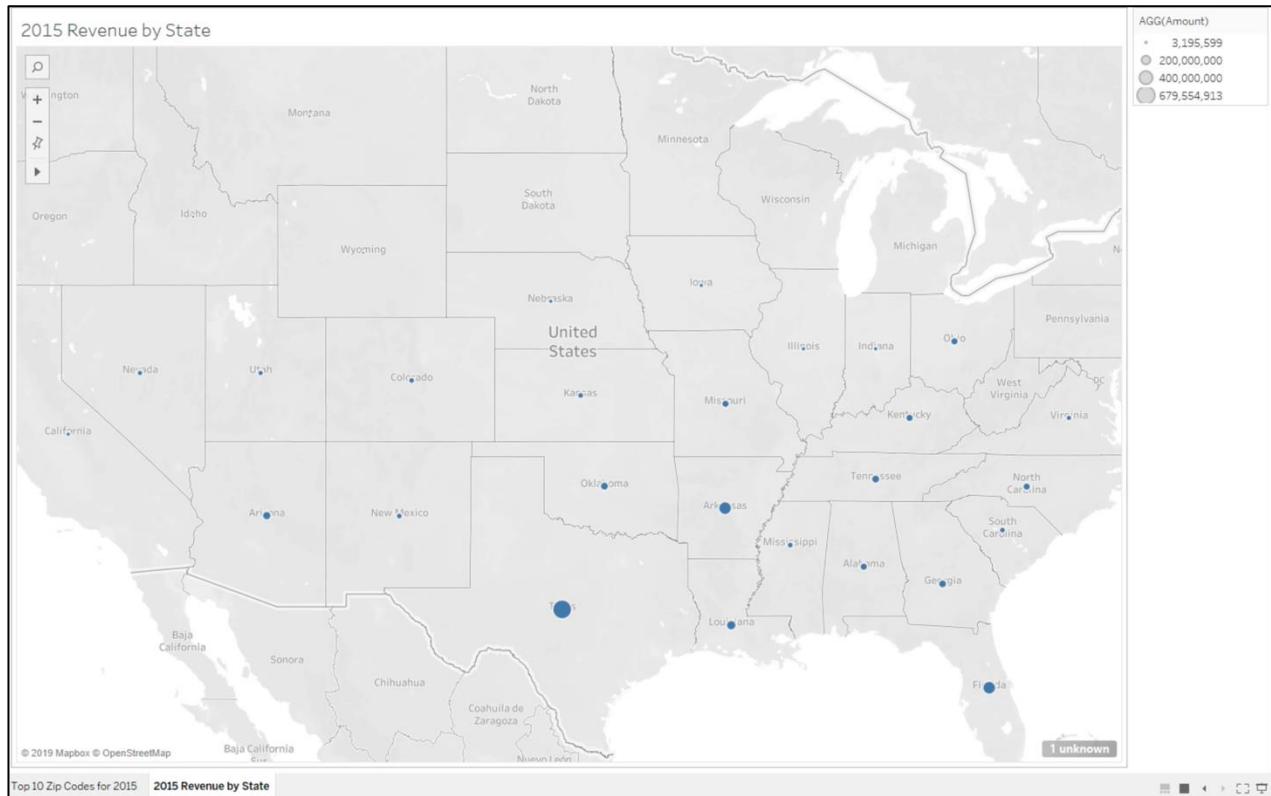 2015 Revenue by State
AGG(Amount)
3,195,599
200,000,000
400,000,000
679,554,913
Montana
North
Dakota
Minnesota
Oregon
Idaho
Wyoming
South
Dakota
Wisconsin
Michigan
Nebraska
Iowa
United
States
Pennsylvania
Nevada
Utah
Colorado
Kansas
Missouri
Illinois
Indiana
Ohio
West
Virginia
DC
Kentucky
Virginia
California
Arizona
New Mexico
Oklahoma
Arkansas
Tennessee
North
Carolina
South
Carolina
Mississippi
Alabama
Georgia
Texas
Louisiana
Florida
Baja
California
Sonora
Chihuahua
Coahuila de
Zaragoza
Nuevo León
Baja California
© 2019 Mapbox © OpenStreetMap
1 unknown
Top 10 Zip Codes for 2015
2015 Revenue by State